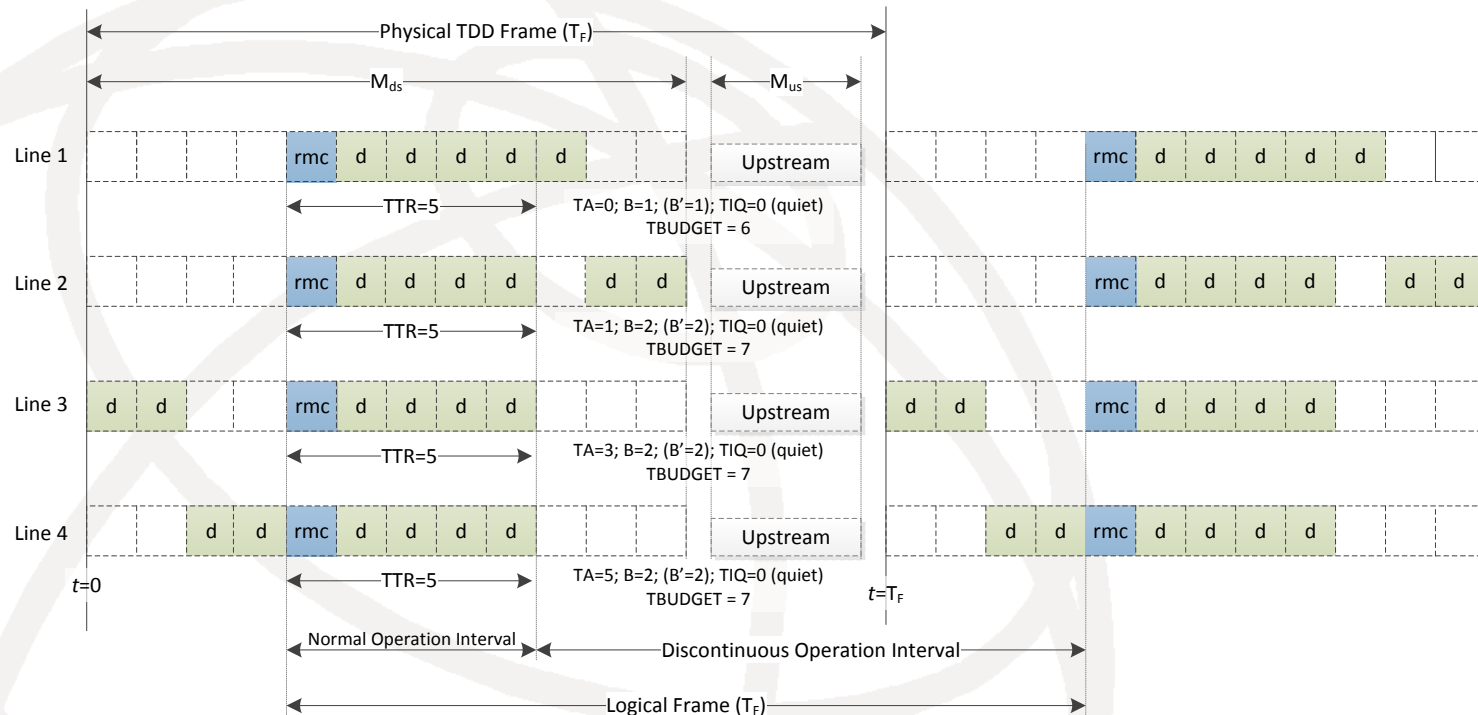 Physical TDD Frame (TF)
Mds Mus
Line 1 rmc d d d d d Upstream rmc d d d d d
TTR=5 TA=0; B=1; (B’=1); TIQ=0 (quiet)
TBUDGET = 6
Line 2 rmc d d d d d d Upstream rmc d d d d d d
TTR=5 TA=1; B=2; (B’=2); TIQ=0 (quiet)
TBUDGET = 7
Line 3 d d rmc d d d d Upstream d d rmc d d d d
TTR=5 TA=3; B=2; (B’=2); TIQ=0 (quiet)
TBUDGET = 7
Line 4 d d rmc d d d d Upstream d d rmc d d d d
TTR=5 TA=5; B=2; (B’=2); TIQ=0 (quiet)
TBUDGET = 7
t=0 t=TF
Normal Operation Interval Discontinuous Operation Interval
Logical Frame (TF)